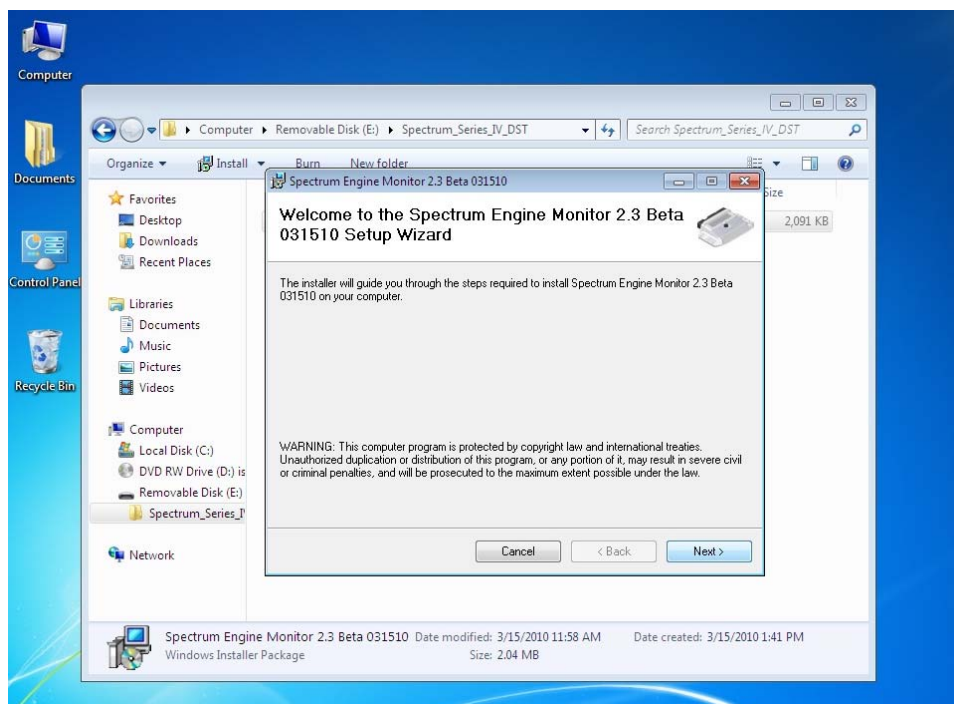 Computer
Documents
Control Panel
Recycle Bin
Computer
Removable Disk (E:)
Spectrum_Series_IV_DST
Search Spectrum_Series_IV_DST
Organize
Install
Burn
New folder
Favorites
Desktop
Downloads
Recent Places
Libraries
Documents
Music
Pictures
Videos
Computer
Local Disk (C:)
DVD RW Drive (D:) is
Removable Disk (E:)
Spectrum_Series_I
Network
Size
2,091 KB
Spectrum Engine Monitor 2.3 Beta 031510
Welcome to the Spectrum Engine Monitor 2.3 Beta
031510 Setup Wizard
The installer will guide you through the steps required to install Spectrum Engine Monitor 2.3 Beta
031510 on your computer.
WARNING: This computer program is protected by copyright law and international treaties.
Unauthorized duplication or distribution of this program, or any portion of it, may result in severe civil
or criminal penalties, and will be prosecuted to the maximum extent possible under the law.
Cancel
< Back
Next >
Spectrum Engine Monitor 2.3 Beta 031510 Date modified: 3/15/2010 11:58 AM Date created: 3/15/2010 1:41 PM
Windows Installer Package Size: 2.04 MB